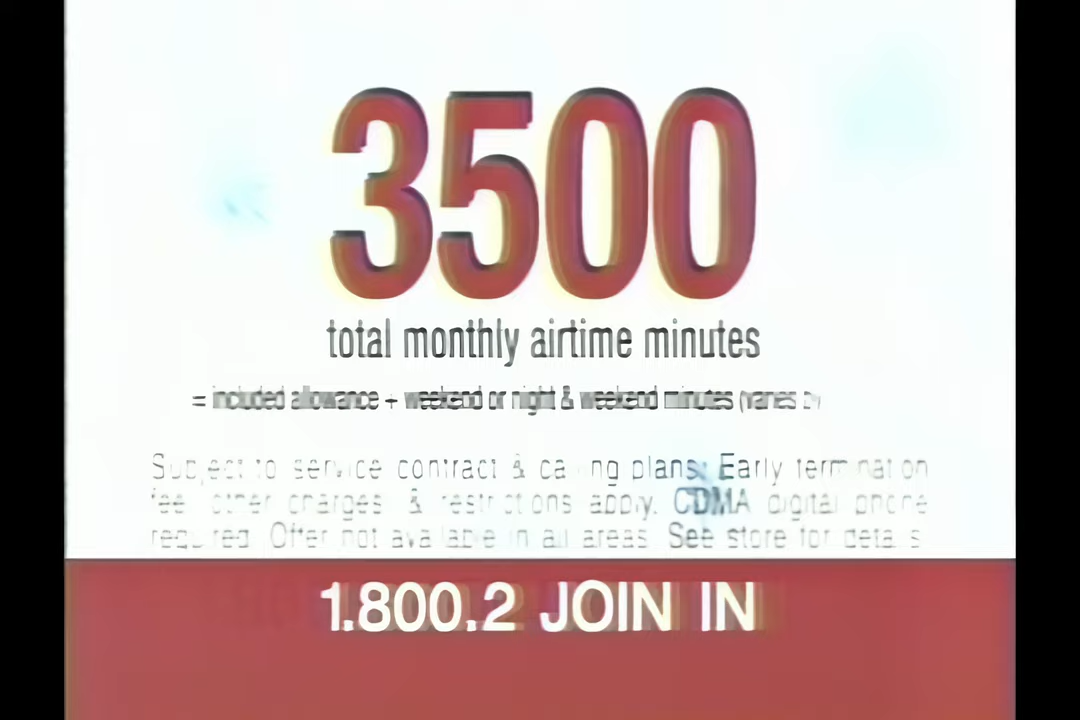 3500
total monthly airtime minutes
= included allowance + weekend or night & weekend minutes (varies by
Subject to service contract & calling plans. Early termination
fee, other charges & restrictions apply. CDMA digital phone
required. Offer not available in all areas. See store for details.
1.800.2 JOIN IN